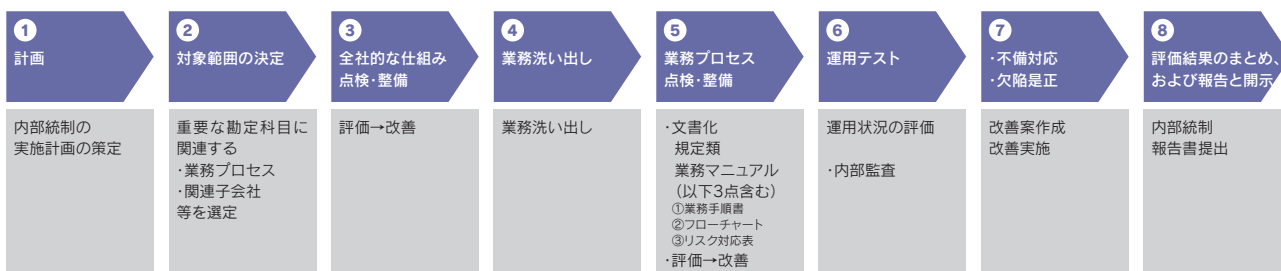 1
計画
内部統制の
実施計画の策定
2
対象範囲の決定
重要な勘定科目に
関連する
・業務プロセス
・関連子会社
等を選定
3
全社的な仕組み
点検・整備
評価→改善
4
業務洗い出し
業務洗い出し
5
業務プロセス
点検・整備
・文書化
規定類
業務マニュアル
(以下3点含む)
①業務手順書
②フローチャート
③リスク対応表
・評価→改善
6
運用テスト
運用状況の評価
・内部監査
7
・不備対応
・欠陥是正
改善案作成
改善実施
8
評価結果のまとめ、
および報告と開示
内部統制
報告書提出